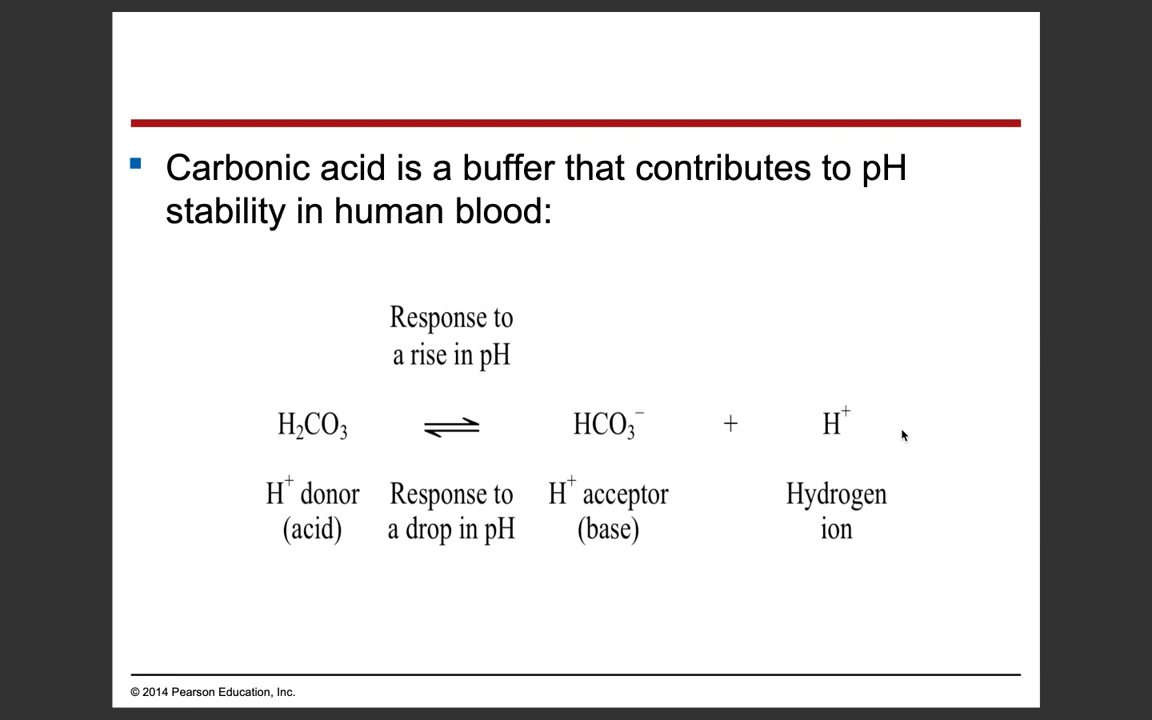 Carbonic acid is a buffer that contributes to pH
stability in human blood:
Response to
a rise in pH
H₂CO₃ ⇌ HCO₃⁻ + H⁺
H⁺ donor Response to H⁺ acceptor Hydrogen
(acid) a drop in pH (base) ion
© 2014 Pearson Education, Inc.